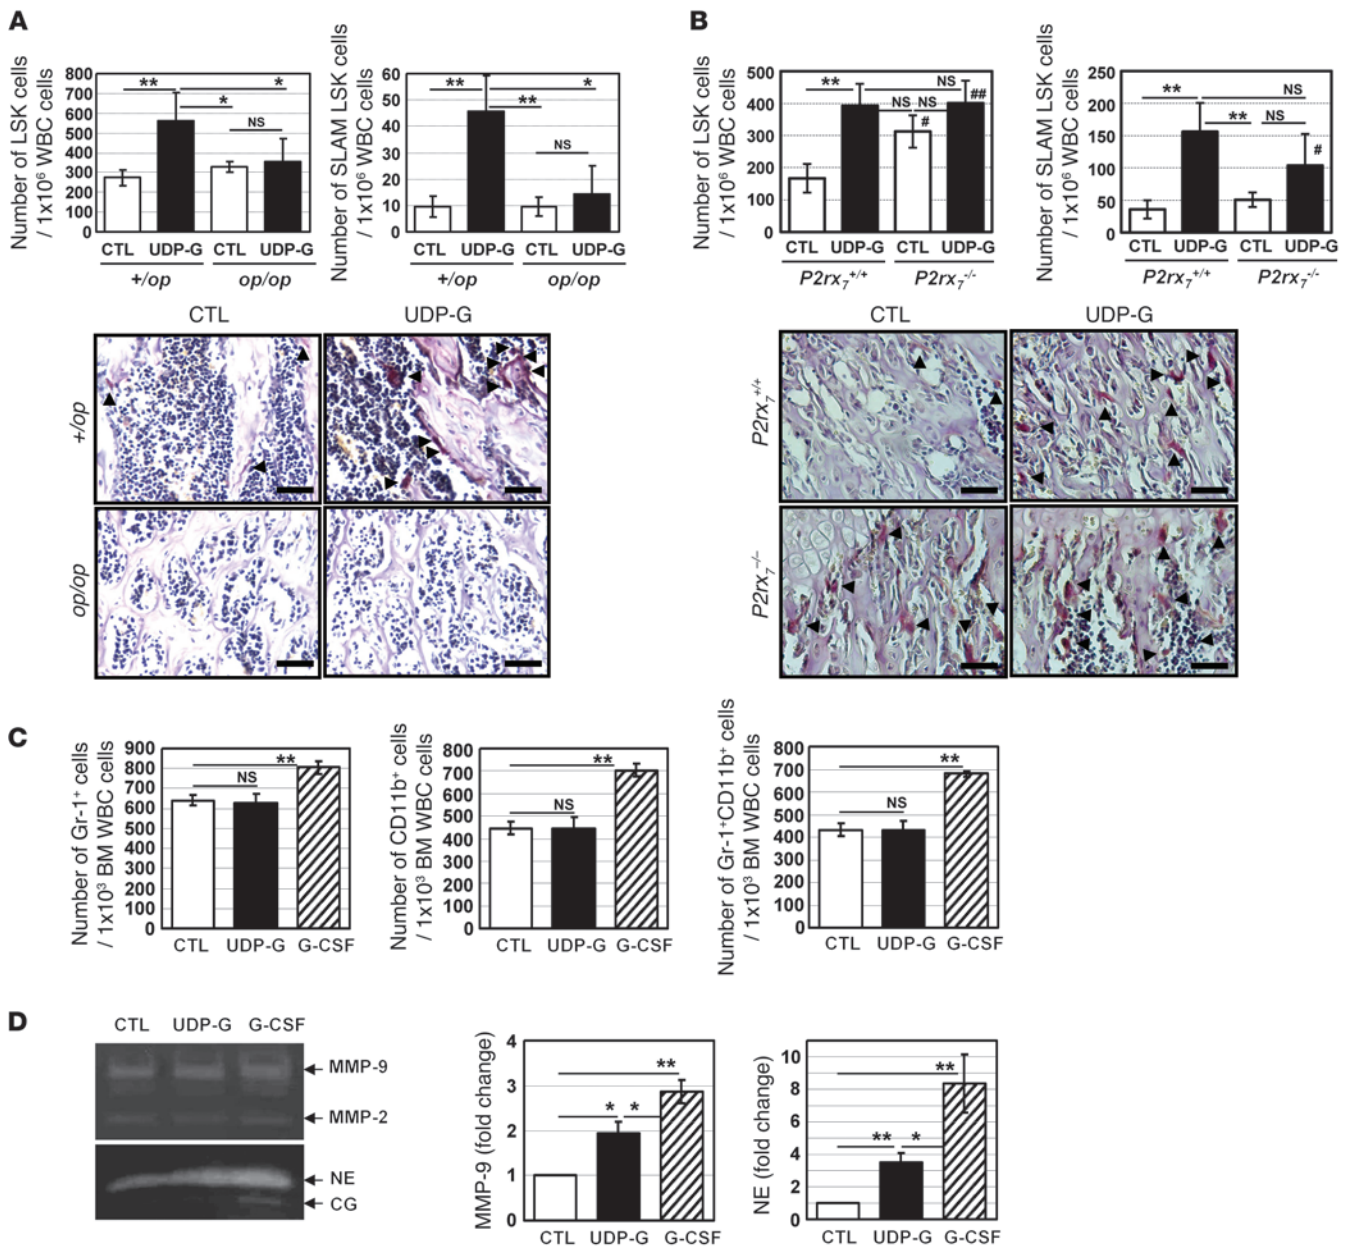 A
Number of LSK cells
/ 1x10⁶ WBC cells
800
700
600
500
400
300
200
100
0
**
*
*
NS
CTL UDP-G CTL UDP-G
+/op op/op
Number of SLAM LSK cells
/ 1x10⁶ WBC cells
60
50
40
30
20
10
0
**
*
**
NS
CTL UDP-G CTL UDP-G
+/op op/op
CTL UDP-G
+/op
op/op
B
Number of LSK cells
/ 1x10⁶ WBC cells
500
400
300
200
100
0
**
NS
##
NS NS
#
CTL UDP-G CTL UDP-G
P2rx₇⁺/⁺ P2rx₇⁻/⁻
Number of SLAM LSK cells
/ 1x10⁶ WBC cells
250
200
150
100
50
0
**
NS
**
NS
#
CTL UDP-G CTL UDP-G
P2rx₇⁺/⁺ P2rx₇⁻/⁻
CTL UDP-G
P2rx₇⁺/⁺
P2rx₇⁻/⁻
C
Number of Gr-1⁺ cells
/ 1x10³ BM WBC cells
900
800
700
600
500
400
300
200
100
0
**
NS
CTL UDP-G G-CSF
Number of CD11b⁺ cells
/ 1x10³ BM WBC cells
800
700
600
500
400
300
200
100
0
**
NS
CTL UDP-G G-CSF
Number of Gr-1⁺CD11b⁺ cells
/ 1x10³ BM WBC cells
800
700
600
500
400
300
200
100
0
**
NS
CTL UDP-G G-CSF
D
CTL UDP-G G-CSF
MMP-9
MMP-2
NE
CG
MMP-9 (fold change)
4
3
2
1
0
**
* *
CTL UDP-G G-CSF
NE (fold change)
10
8
6
4
2
0
**
** *
CTL UDP-G G-CSF